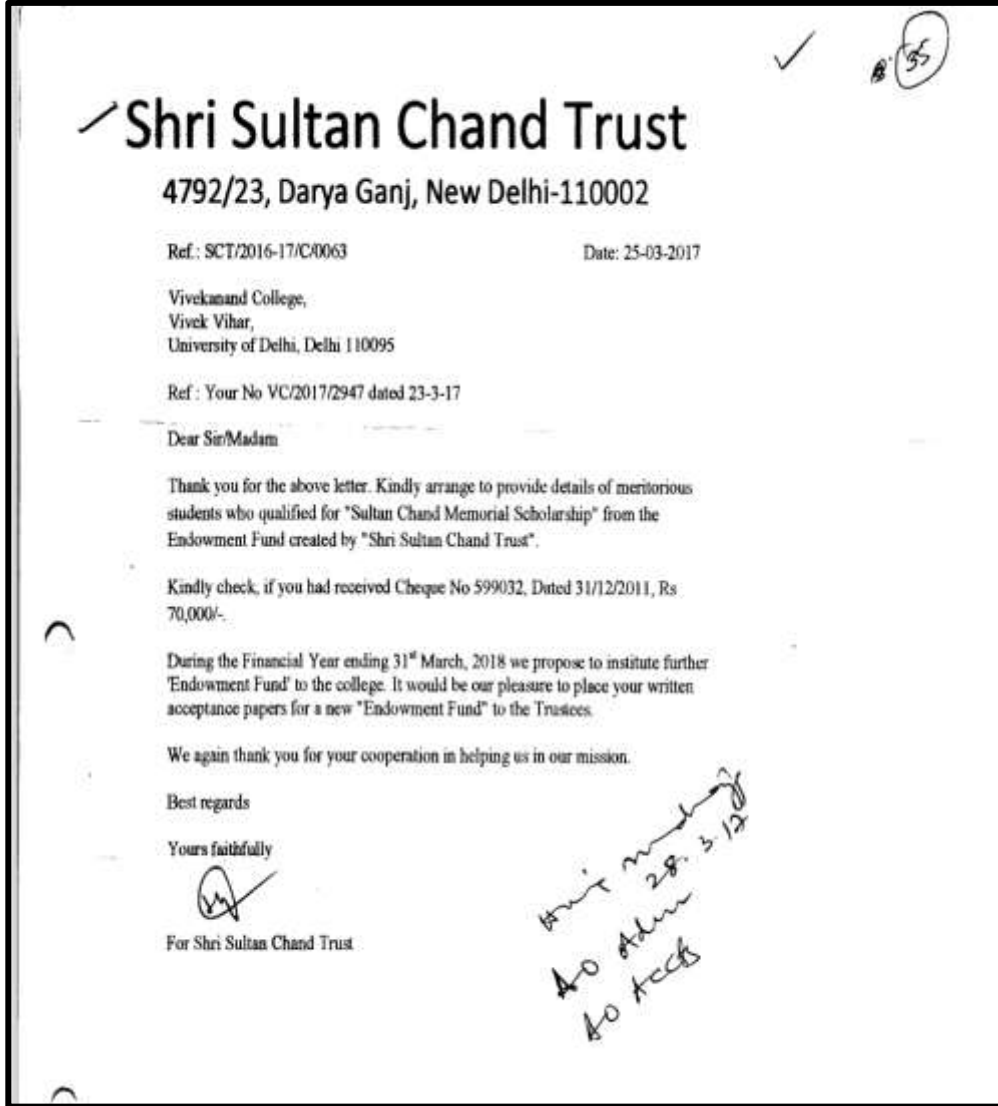 35
Shri Sultan Chand Trust
4792/23, Darya Ganj, New Delhi-110002
Ref.: SCT/2016-17/C/0063 Date: 25-03-2017
Vivekanand College,
Vivek Vihar,
University of Delhi, Delhi 110095
Ref : Your No VC/2017/2947 dated 23-3-17
Dear Sir/Madam
Thank you for the above letter. Kindly arrange to provide details of meritorious
students who qualified for "Sultan Chand Memorial Scholarship" from the
Endowment Fund created by "Shri Sultan Chand Trust".
Kindly check, if you had received Cheque No 599032, Dated 31/12/2011, Rs
70,000/-.
During the Financial Year ending 31st March, 2018 we propose to institute further
'Endowment Fund' to the college. It would be our pleasure to place your written
acceptance papers for a new "Endowment Fund" to the Trustees.
We again thank you for your cooperation in helping us in our mission.
Best regards
Yours faithfully
For Shri Sultan Chand Trust
28.3.17
AO Admn
AO Accts